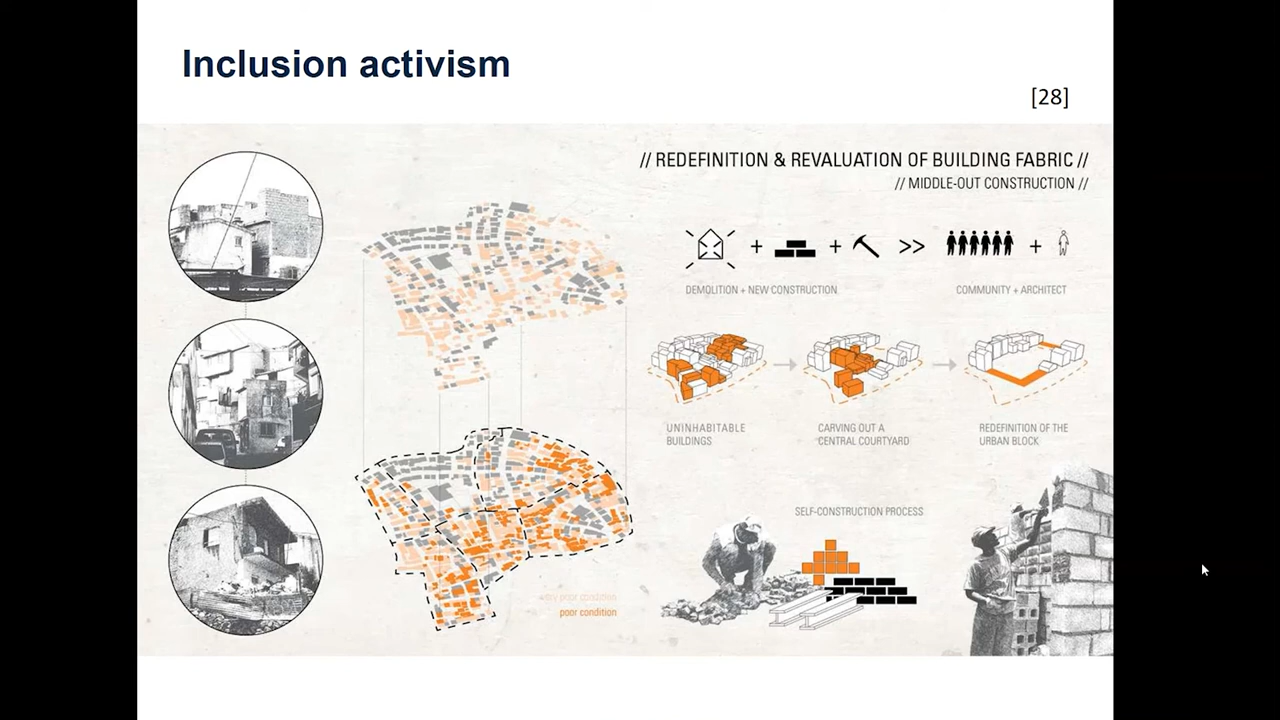 Inclusion activism
[28]
// REDEFINITION & REVALUATION OF BUILDING FABRIC //
// MIDDLE-OUT CONSTRUCTION //
+ + >> +
DEMOLITION + NEW CONSTRUCTION
COMMUNITY + ARCHITECT
UNINHABITABLE
BUILDINGS
CARVING OUT A
CENTRAL COURTYARD
REDEFINITION OF THE
URBAN BLOCK
SELF-CONSTRUCTION PROCESS
poor condition
poor condition